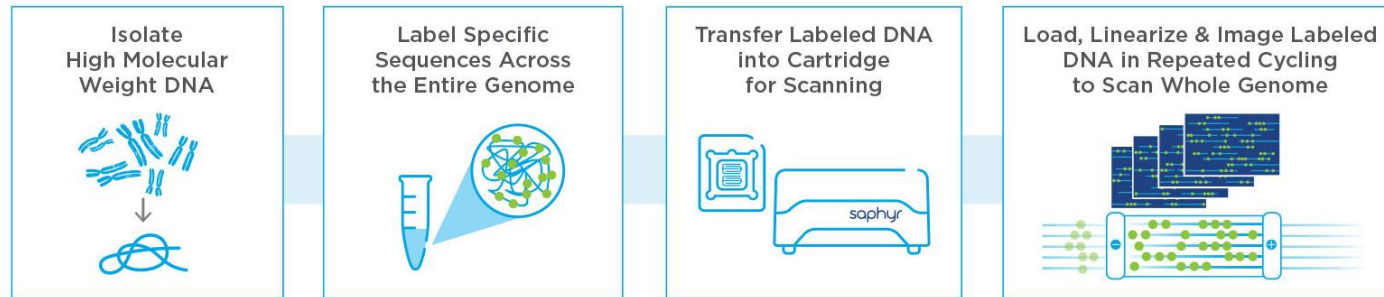 Isolate
High Molecular
Weight DNA
Label Specific
Sequences Across
the Entire Genome
Transfer Labeled DNA
into Cartridge
for Scanning
saphyr
Load, Linearize & Image Labeled
DNA in Repeated Cycling
to Scan Whole Genome